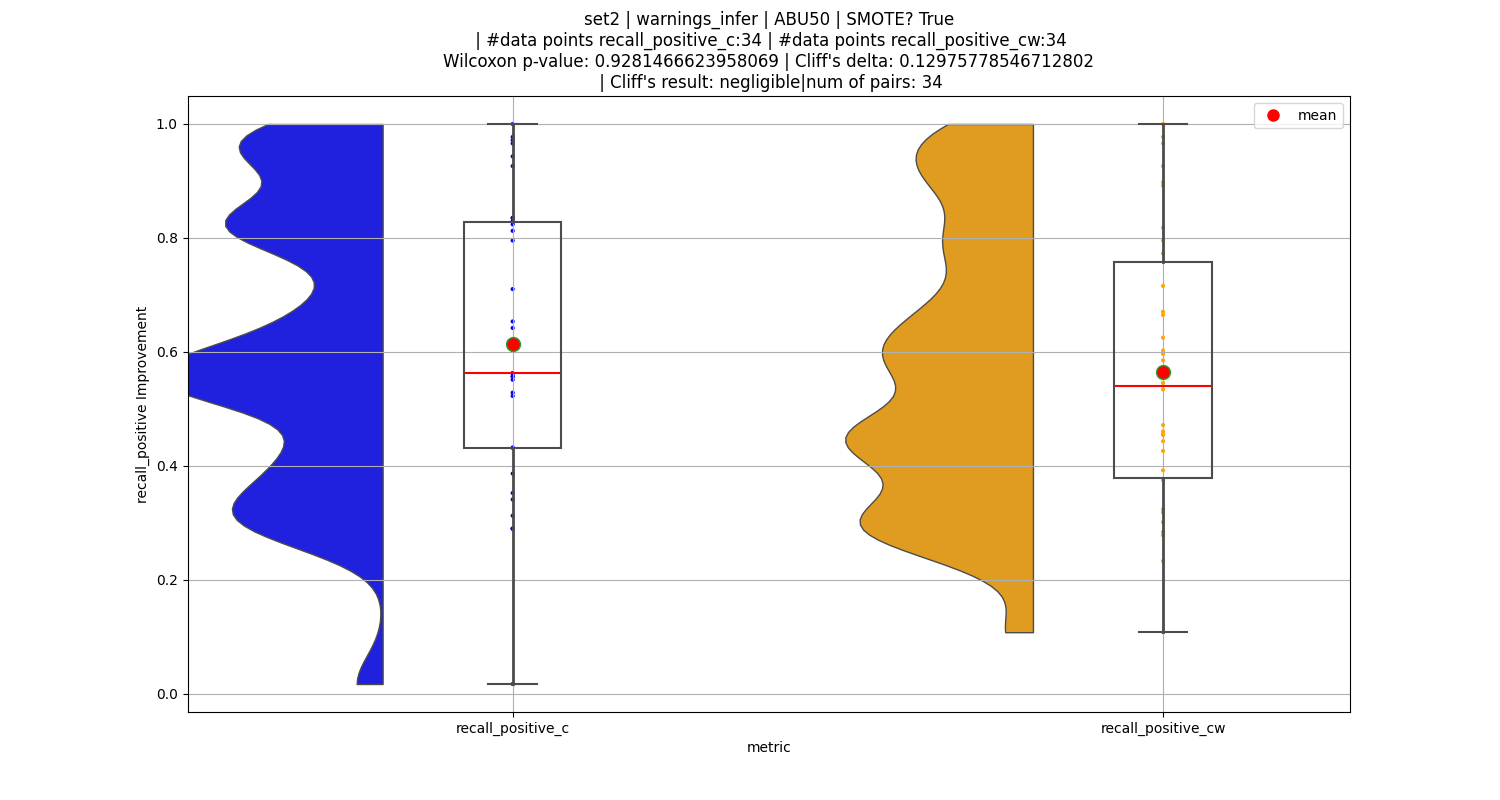 set2 | warnings_infer | ABU50 | SMOTE? True
| #data points recall_positive_c:34 | #data points recall_positive_cw:34
Wilcoxon p-value: 0.9281466623958069 | Cliff's delta: 0.12975778546712802
| Cliff's result: negligible|num of pairs: 34
mean
1.0
0.8
0.6
0.4
0.2
0.0
recall_positive Improvement
recall_positive_c
recall_positive_cw
metric